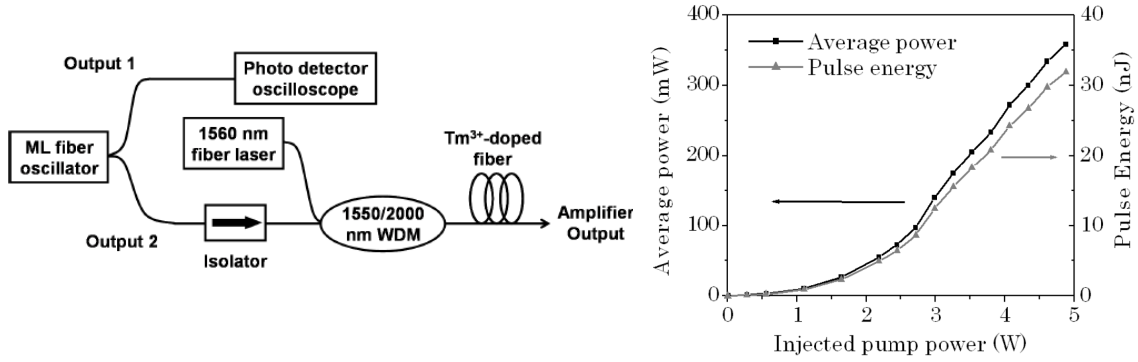 Output 1
Photo detector
oscilloscope
1560 nm
fiber laser
Tm³⁺-doped
fiber
ML fiber
oscillator
1550/2000
nm WDM
Amplifier
Output
Output 2
Isolator
Average power (mW)
400
300
200
100
0
Average power
Pulse energy
40
30
20
10
0
Pulse Energy (nJ)
0 1 2 3 4 5
Injected pump power (W)